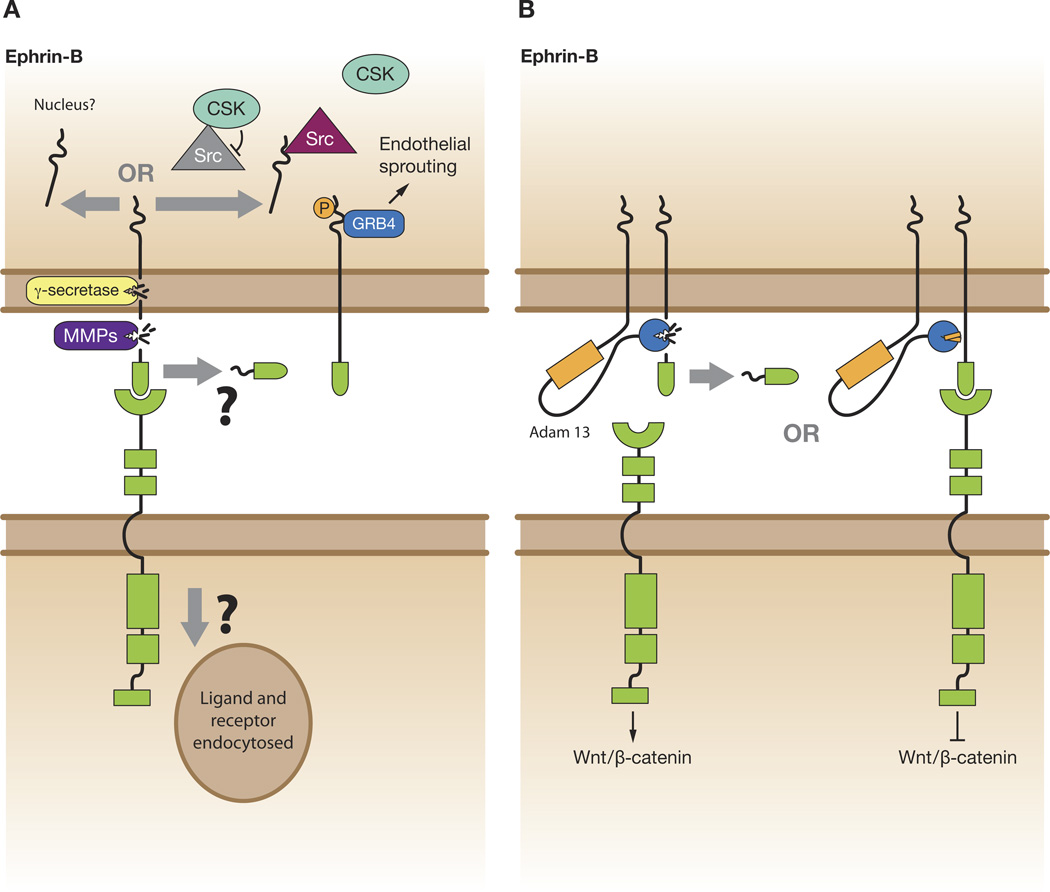 A
Ephrin-B
Nucleus?
CSK
CSK
Src
Src
Endothelial
sprouting
OR
P
GRB4
γ-secretase
MMPs
?
?
Ligand and
receptor
endocytosed
B
Ephrin-B
Adam 13
OR
Wnt/β-catenin
Wnt/β-catenin